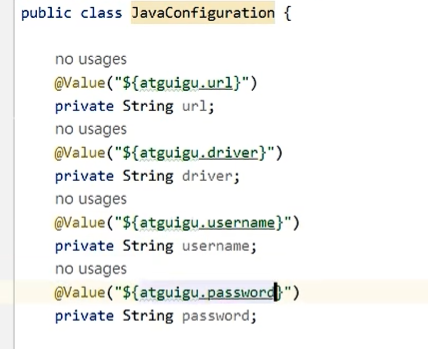 public class JavaConfiguration {
no usages
@Value("${atguigu.url}")
private String url;
no usages
@Value("${atguigu.driver}")
private String driver;
no usages
@Value("${atguigu.username}")
private String username;
no usages
@Value("${atguigu.password}")
private String password;